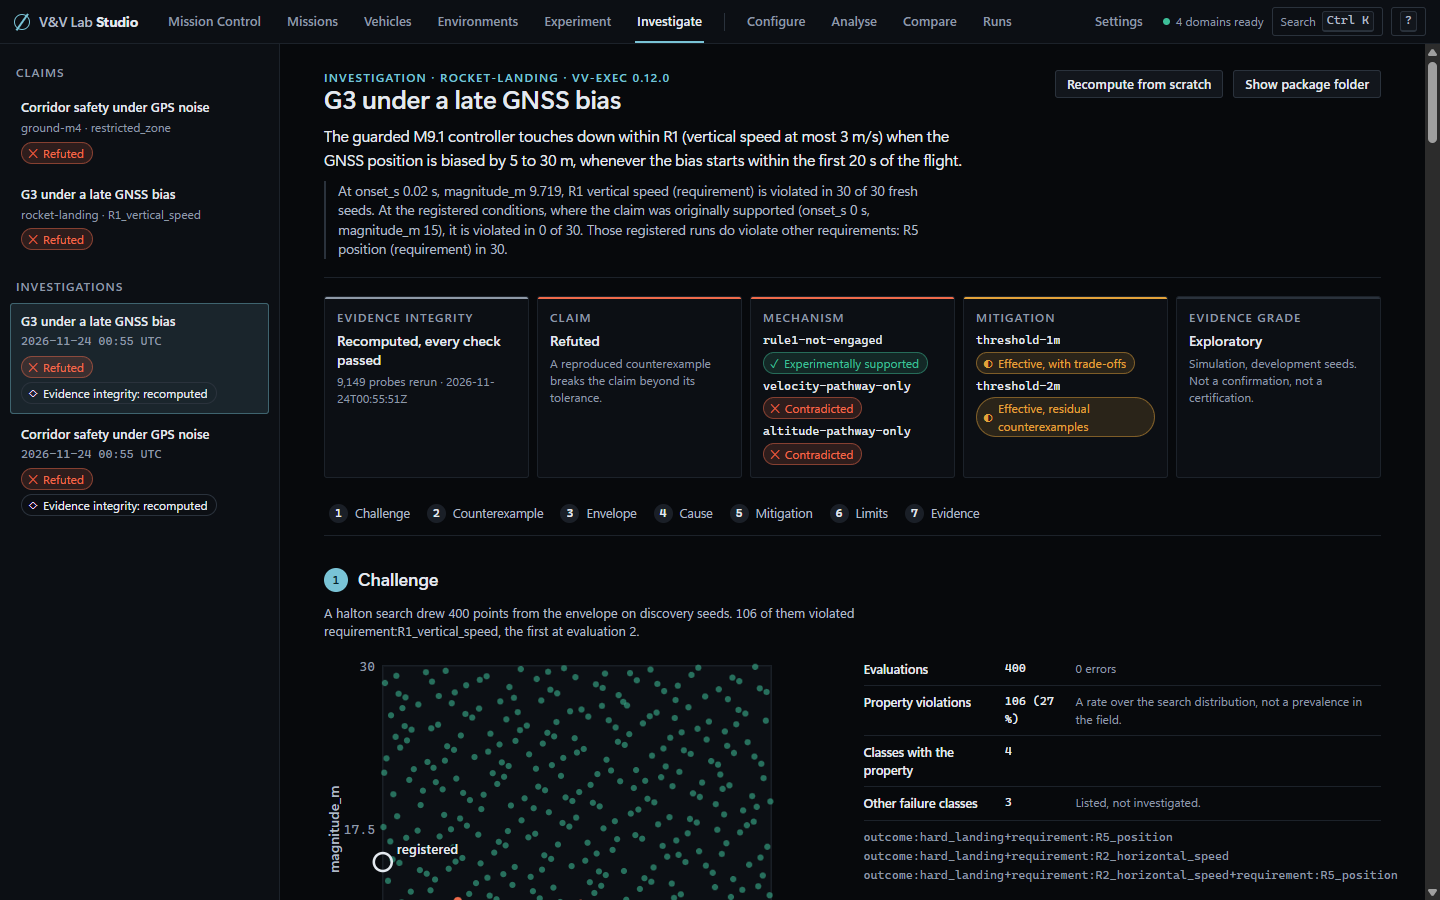 V&V Lab Studio
Mission Control
Missions
Vehicles
Environments
Experiment
Investigate
Configure
Analyse
Compare
Runs
Settings
4 domains ready
Search Ctrl K
?
CLAIMS
Corridor safety under GPS noise
ground-m4 · restricted_zone
Refuted
G3 under a late GNSS bias
rocket-landing · R1_vertical_speed
Refuted
INVESTIGATIONS
G3 under a late GNSS bias
2026-11-24 00:55 UTC
Refuted
Evidence integrity: recomputed
Corridor safety under GPS noise
2026-11-24 00:55 UTC
Refuted
Evidence integrity: recomputed
INVESTIGATION · ROCKET-LANDING · VV-EXEC 0.12.0
G3 under a late GNSS bias
Recompute from scratch
Show package folder
The guarded M9.1 controller touches down within R1 (vertical speed at most 3 m/s) when the
GNSS position is biased by 5 to 30 m, whenever the bias starts within the first 20 s of the flight.
At onset_s 0.02 s, magnitude_m 9.719, R1 vertical speed (requirement) is violated in 30 of 30 fresh
seeds. At the registered conditions, where the claim was originally supported (onset_s 0 s,
magnitude_m 15), it is violated in 0 of 30. Those registered runs do violate other requirements: R5
position (requirement) in 30.
EVIDENCE INTEGRITY
Recomputed, every check
passed
9,149 probes rerun · 2026-11-
24T00:55:51Z
CLAIM
Refuted
A reproduced counterexample
breaks the claim beyond its
tolerance.
MECHANISM
rule1-not-engaged
Experimentally supported
velocity-pathway-only
Contradicted
altitude-pathway-only
Contradicted
MITIGATION
threshold-1m
Effective, with trade-offs
threshold-2m
Effective, residual
counterexamples
EVIDENCE GRADE
Exploratory
Simulation, development seeds.
Not a confirmation, not a
certification.
1 Challenge
2 Counterexample
3 Envelope
4 Cause
5 Mitigation
6 Limits
7 Evidence
1 Challenge
A halton search drew 400 points from the envelope on discovery seeds. 106 of them violated
requirement:R1_vertical_speed, the first at evaluation 2.
30
17.5
magnitude_m
registered
Evaluations 400 0 errors
Property violations 106 (27 %) A rate over the search distribution, not a prevalence in
the field.
Classes with the
property 4
Other failure classes 3 Listed, not investigated.
outcome:hard_landing+requirement:R5_position
outcome:hard_landing+requirement:R2_horizontal_speed
outcome:hard_landing+requirement:R2_horizontal_speed+requirement:R5_position